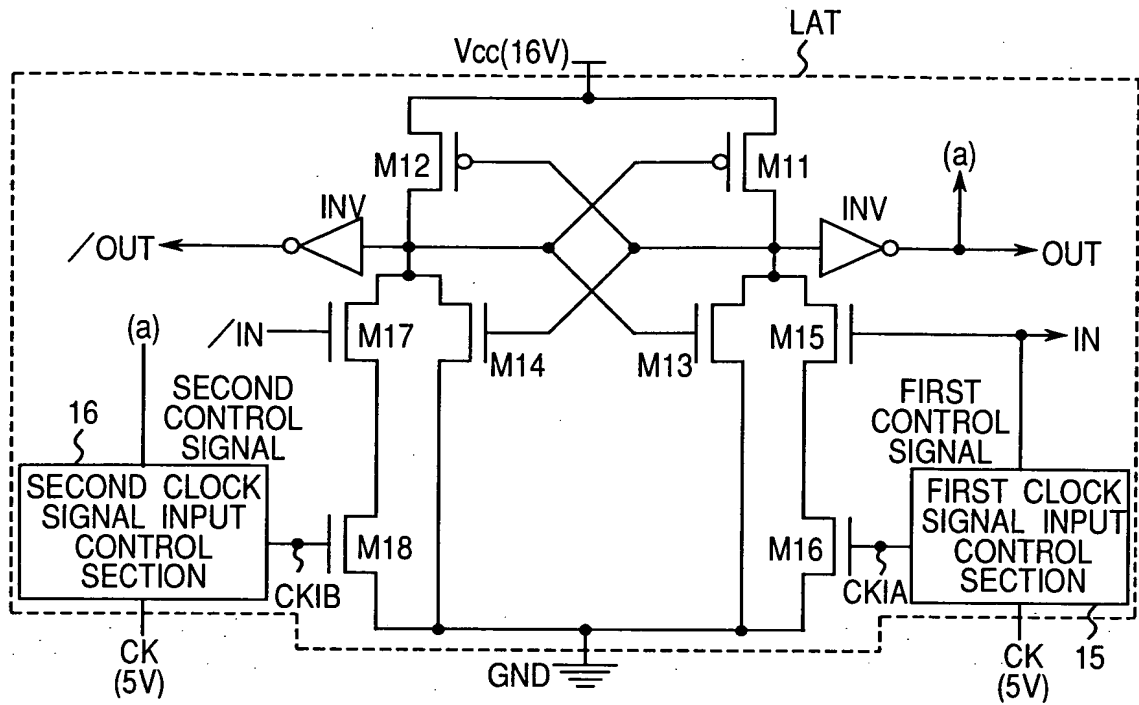 LAT
Vcc(16V)
M12
M11
(a)
INV
INV
/OUT
OUT
(a)
/IN
M17
M14
M13
M15
IN
SECOND
CONTROL
SIGNAL
FIRST
CONTROL
SIGNAL
16
SECOND CLOCK
SIGNAL INPUT
CONTROL
SECTION
M18
M16
FIRST CLOCK
SIGNAL INPUT
CONTROL
SECTION
CKIB
CKIA
CK
(5V)
GND
CK
(5V)
15